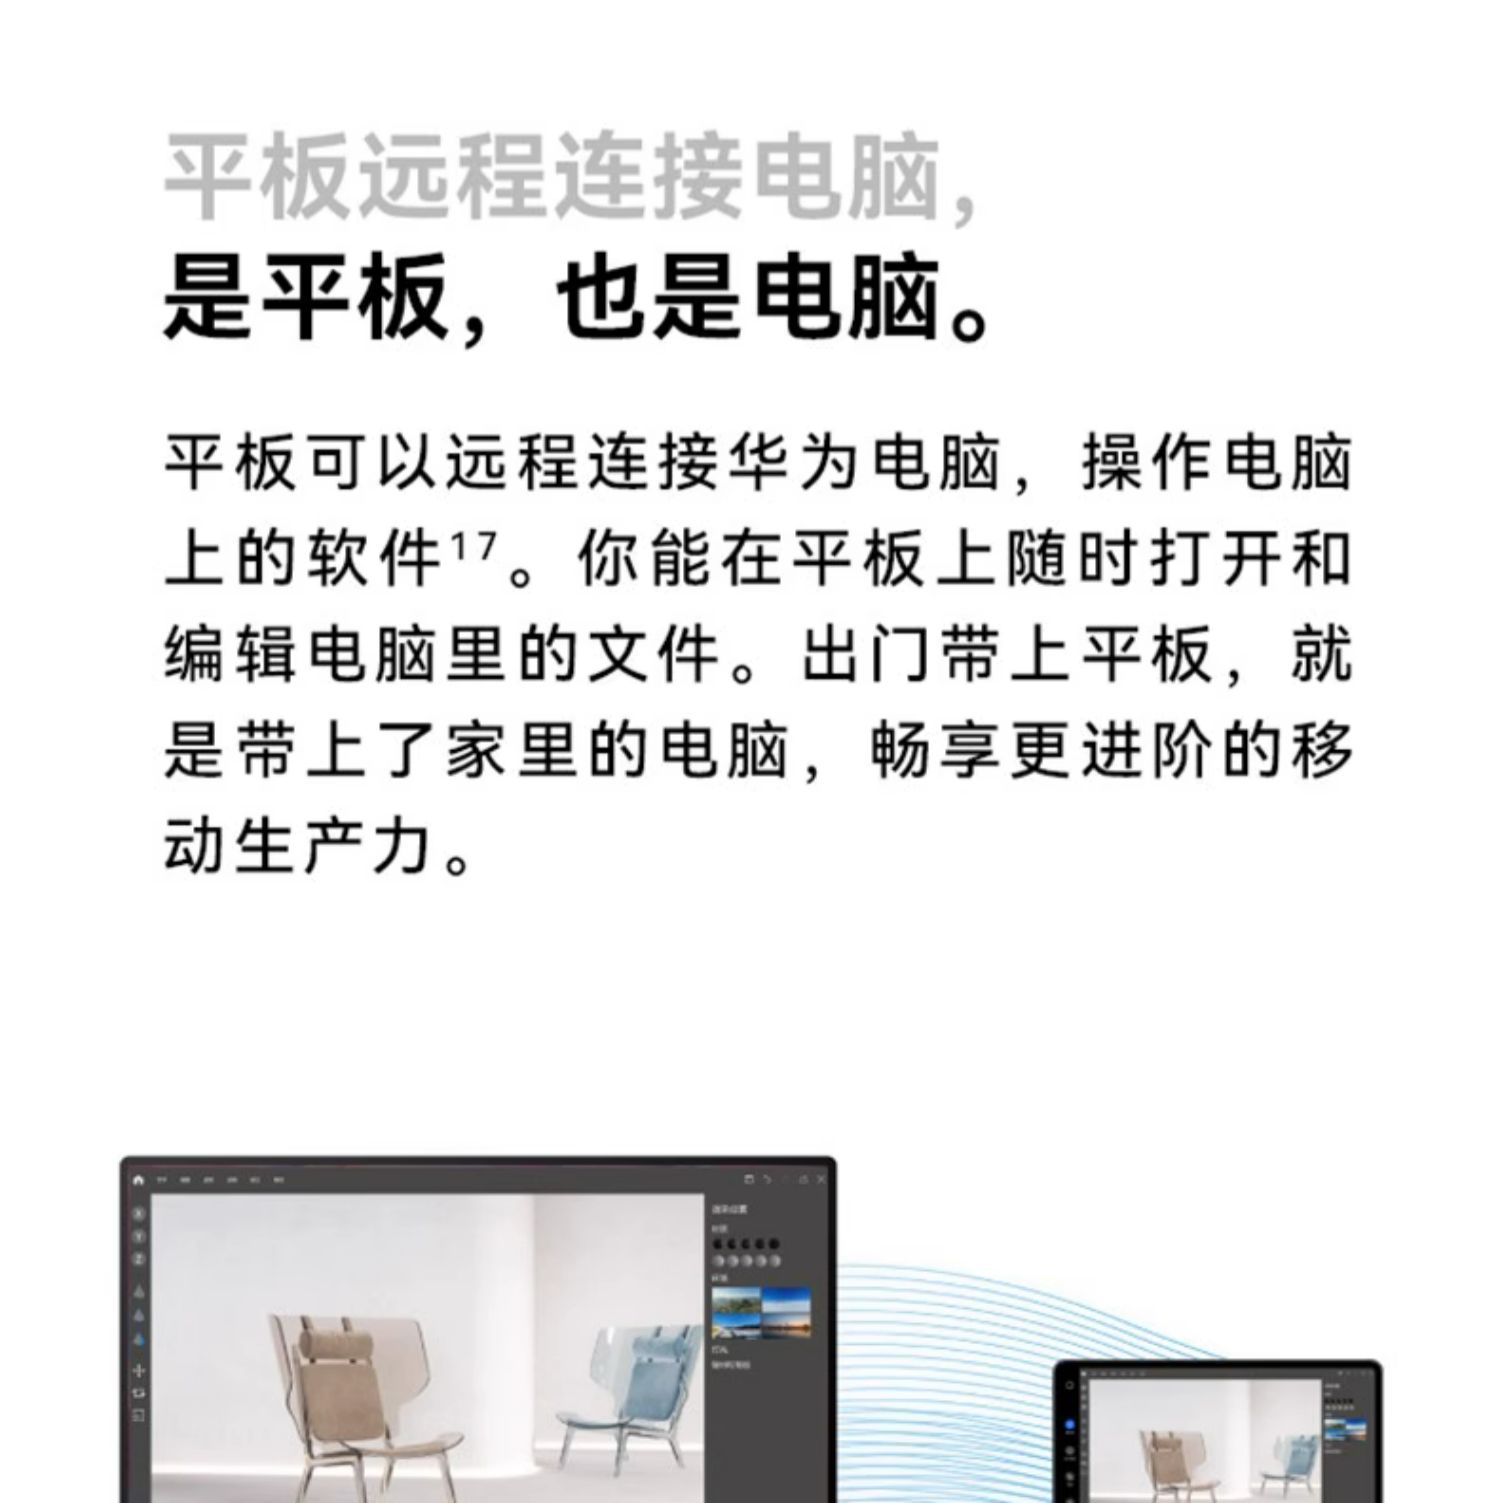 平板远程连接电脑，
是平板，也是电脑。
平板可以远程连接华为电脑，操作电脑
上的软件¹⁷。你能在平板上随时打开和
编辑电脑里的文件。出门带上平板，就
是带上了家里的电脑，畅享更进阶的移
动生产力。
X
Y
Z